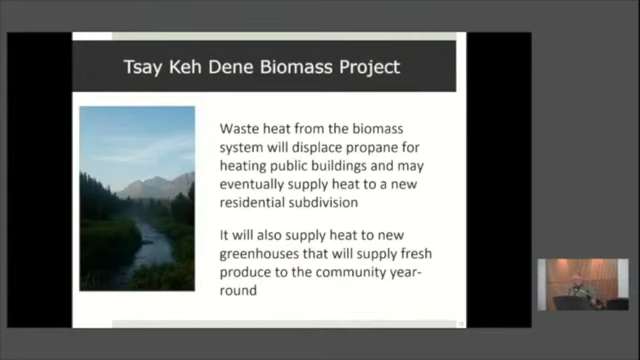 Tsay Keh Dene Biomass Project
Waste heat from the biomass
system will displace propane for
heating public buildings and may
eventually supply heat to a new
residential subdivision
It will also supply heat to new
greenhouses that will supply fresh
produce to the community year-
round